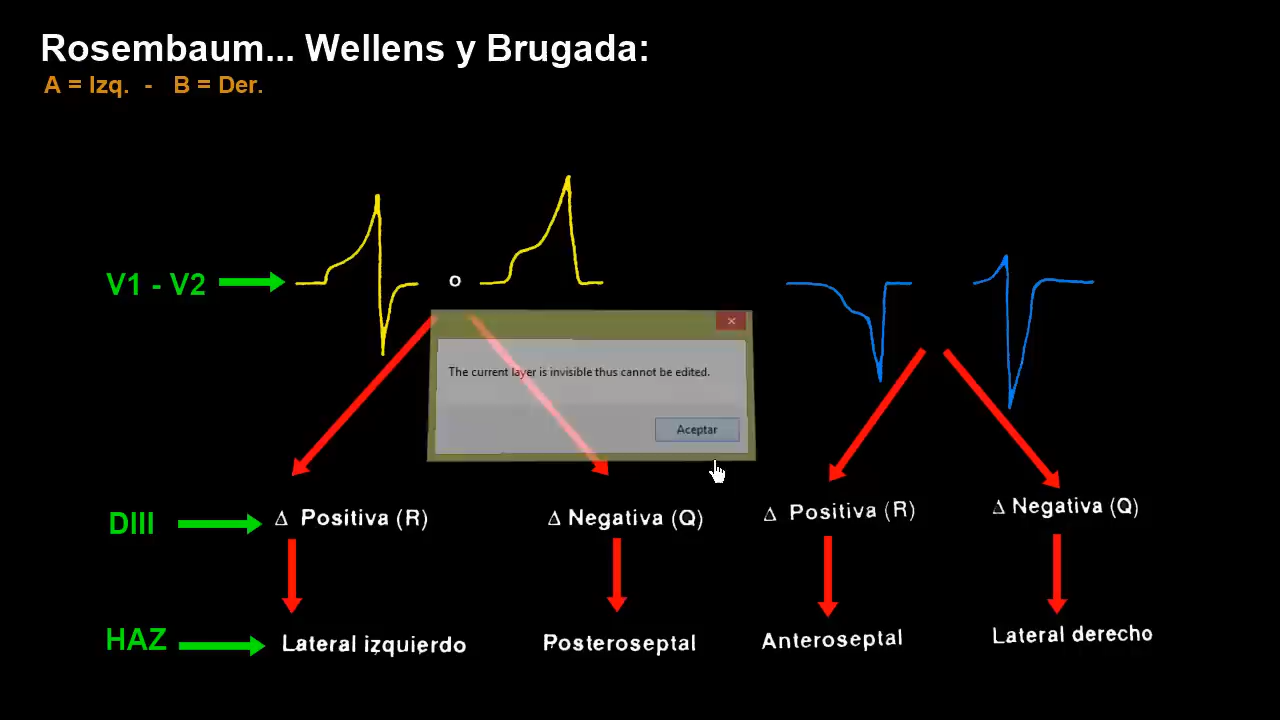 Rosembaum... Wellens y Brugada:
A = Izq. - B = Der.
V1 - V2
o
The current layer is invisible thus cannot be edited.
Aceptar
DIII
Δ Positiva (R)
Δ Negativa (Q)
Δ Positiva (R)
Δ Negativa (Q)
HAZ
Lateral izquierdo
Posteroseptal
Anteroseptal
Lateral derecho